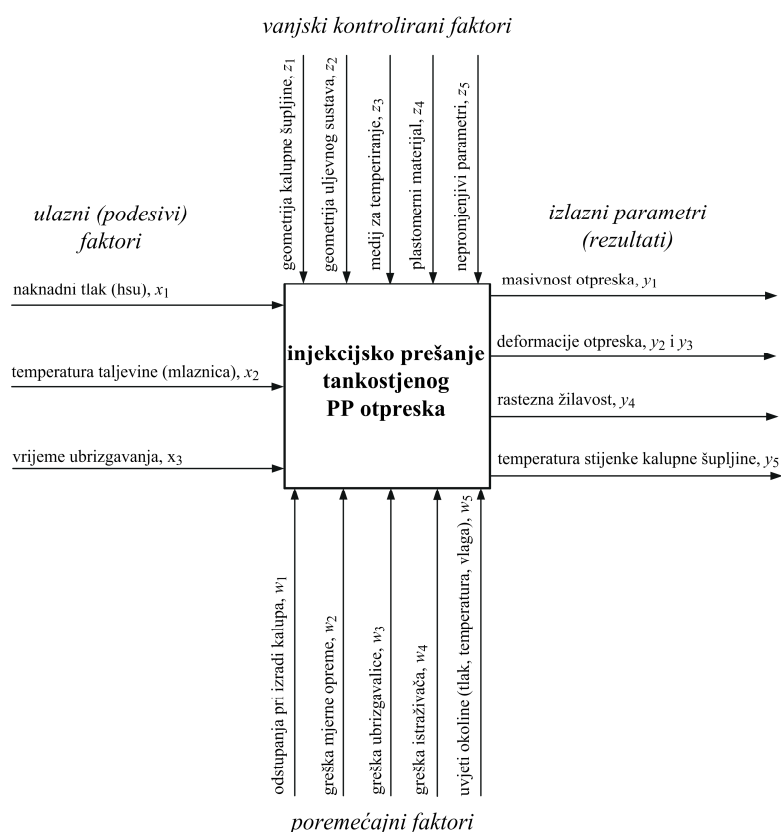 vanjski kontrolirani faktori
geometrija kalupne šupljine, z1
geometrija uljevnog sustava, z2
medij za temperiranje, z3
plastomerni materijal, z4
nepromjenjivi parametri, z5
ulazni (podesivi)
faktori
naknadni tlak (hsu), x1
temperatura taljevine (mlaznica), x2
vrijeme ubrizgavanja, x3
injekcijsko prešanje
tankostjenog
PP otpreska
izlazni parametri
(rezultati)
masivnost otpreska, y1
deformacije otpreska, y2 i y3
rastezna žilavost, y4
temperatura stijenke kalupne šupljine, y5
odstupanja pri izradi kalupa, w1
greška mjerne opreme, w2
greška ubrizgavalice, w3
greška istraživača, w4
uvjeti okoline (tlak, temperatura, vlaga), w5
poremećajni faktori